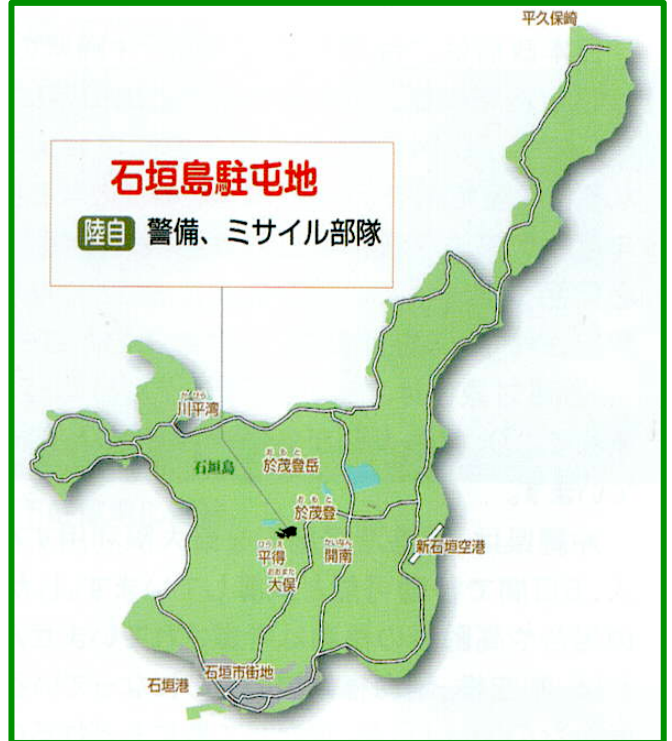 平久保崎
石垣島駐屯地
陸自 警備、ミサイル部隊
かびら
川平湾
石垣島
おもと
於茂登岳
おもと
於茂登
ひらえ
平得
おおまた
大俣
かいなん
開南
新石垣空港
石垣市街地
石垣港